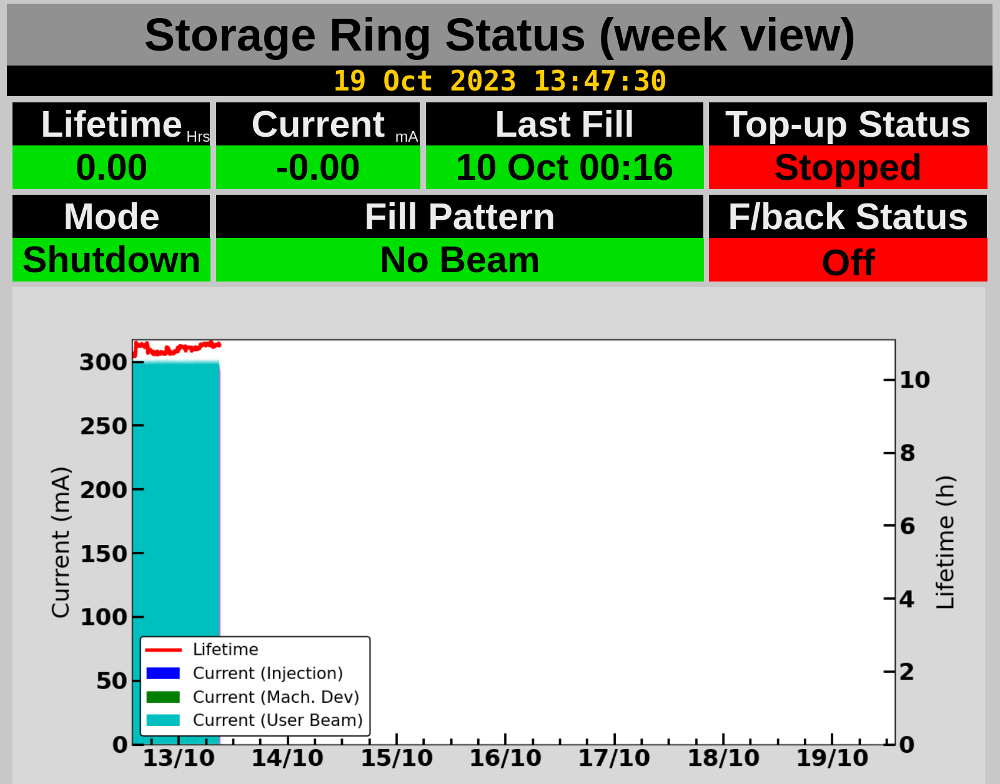 Storage Ring Status (week view)
19 Oct 2023 13:47:30
Lifetime Hrs Current mA Last Fill Top-up Status
0.00 -0.00 10 Oct 00:16 Stopped
Mode Fill Pattern F/back Status
Shutdown No Beam Off
300
250
200
150
100
50
0
Current (mA)
10
8
6
4
2
0
Lifetime (h)
Lifetime
Current (Injection)
Current (Mach. Dev)
Current (User Beam)
13/10 14/10 15/10 16/10 17/10 18/10 19/10